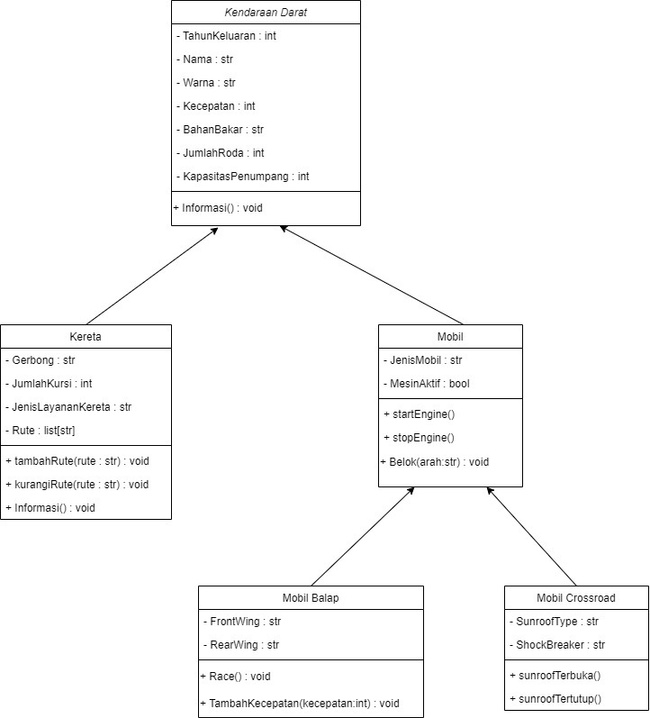 Kendaraan Darat
- TahunKeluaran : int
- Nama : str
- Warna : str
- Kecepatan : int
- BahanBakar : str
- JumlahRoda : int
- KapasitasPenumpang : int
+ Informasi() : void
Kereta
- Gerbong : str
- JumlahKursi : int
- JenisLayananKereta : str
- Rute : list[str]
+ tambahRute(rute : str) : void
+ kurangiRute(rute : str) : void
+ Informasi() : void
Mobil
- JenisMobil : str
- MesinAktif : bool
+ startEngine()
+ stopEngine()
+ Belok(arah:str) : void
Mobil Balap
- FrontWing : str
- RearWing : str
+ Race() : void
+ TambahKecepatan(kecepatan:int) : void
Mobil Crossroad
- SunroofType : str
- ShockBreaker : str
+ sunroofTerbuka()
+ sunroofTertutup()